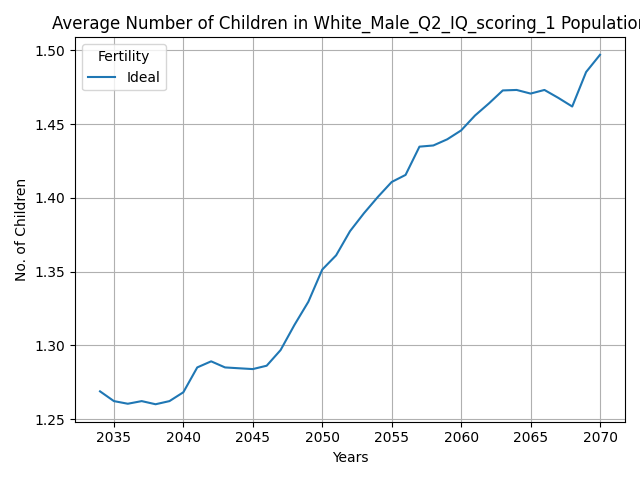 Average Number of Children in White_Male_Q2_IQ_scoring_1 Population
Fertility
Ideal
No. of Children
1.50
1.45
1.40
1.35
1.30
1.25
2035 2040 2045 2050 2055 2060 2065 2070
Years